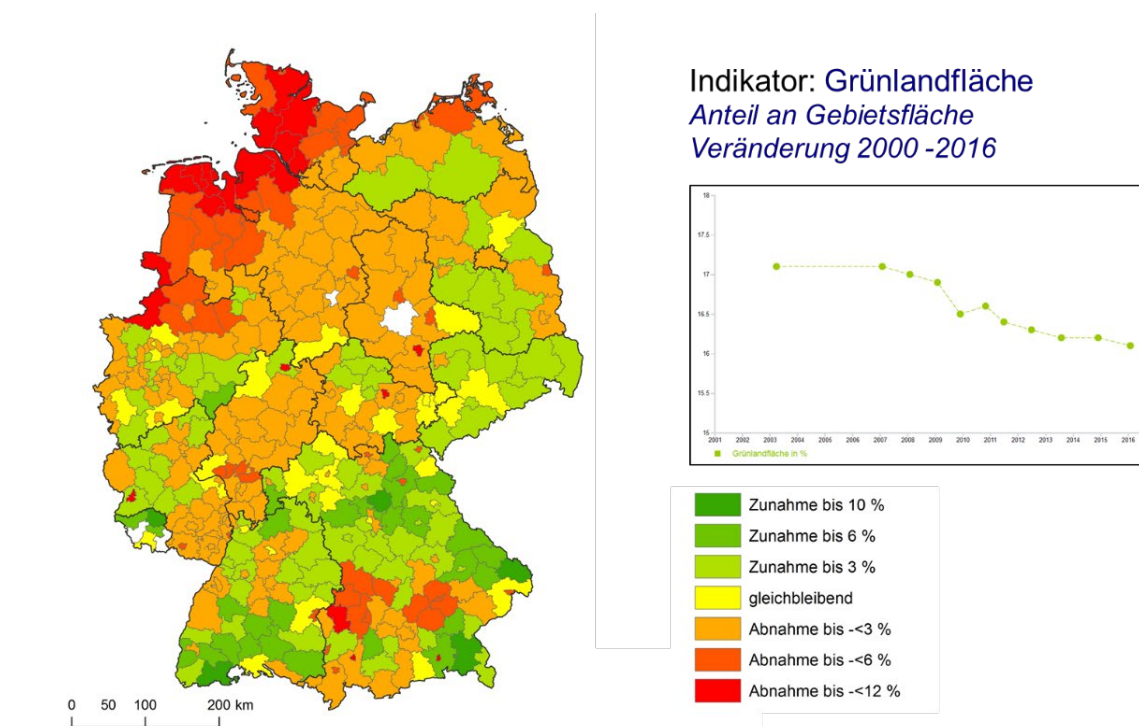 Indikator: Grünlandfläche
Anteil an Gebietsfläche
Veränderung 2000 -2016
18
17.5
17
16.5
16
15.5
15
2001 2002 2003 2004 2005 2006 2007 2008 2009 2010 2011 2012 2013 2014 2015 2016
Grünlandfläche in %
Zunahme bis 10 %
Zunahme bis 6 %
Zunahme bis 3 %
gleichbleibend
Abnahme bis -<3 %
Abnahme bis -<6 %
Abnahme bis -<12 %
0 50 100 200 km